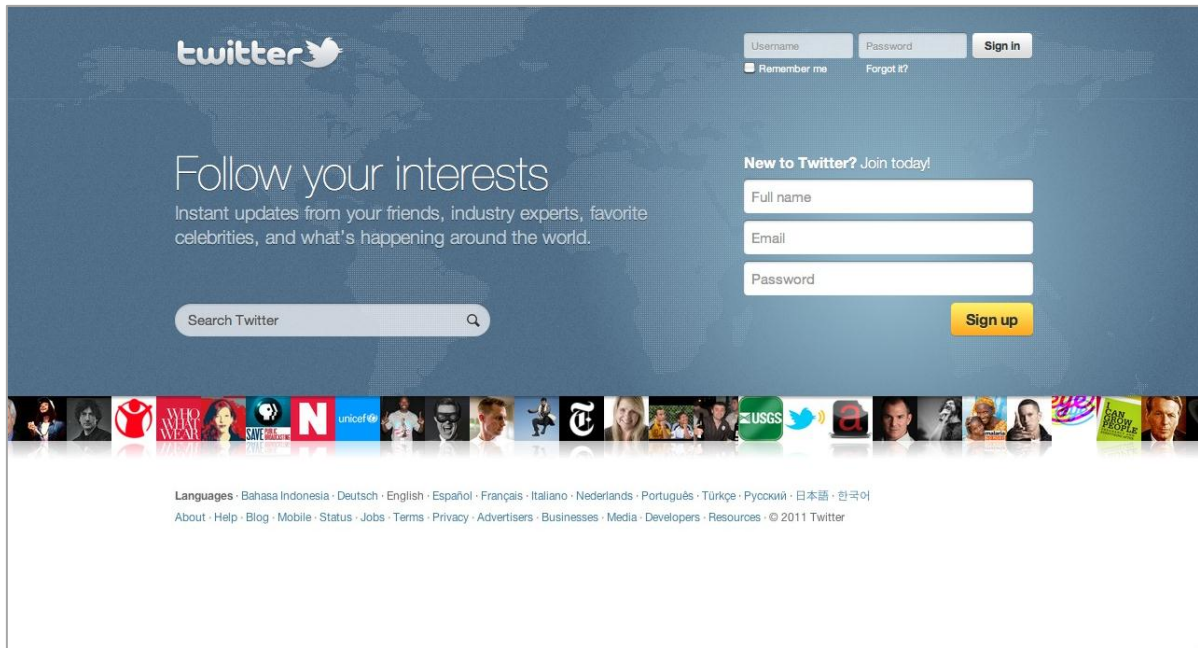 twitter
Username Password Sign in
Remember me Forgot it?
Follow your interests
Instant updates from your friends, industry experts, favorite
celebrities, and what's happening around the world.
New to Twitter? Join today!
Full name
Email
Password
Sign up
Search Twitter
WHO
WHAT
WEAR
SAVE PUBLIC
BROADCASTING
N
unicef
T
malaria
USGS
a
I
CAN
GROW
PEOPLE
Languages · Bahasa Indonesia · Deutsch · English · Español · Français · Italiano · Nederlands · Português · Türkçe · Русский · 日本語 · 한국어
About · Help · Blog · Mobile · Status · Jobs · Terms · Privacy · Advertisers · Businesses · Media · Developers · Resources · © 2011 Twitter